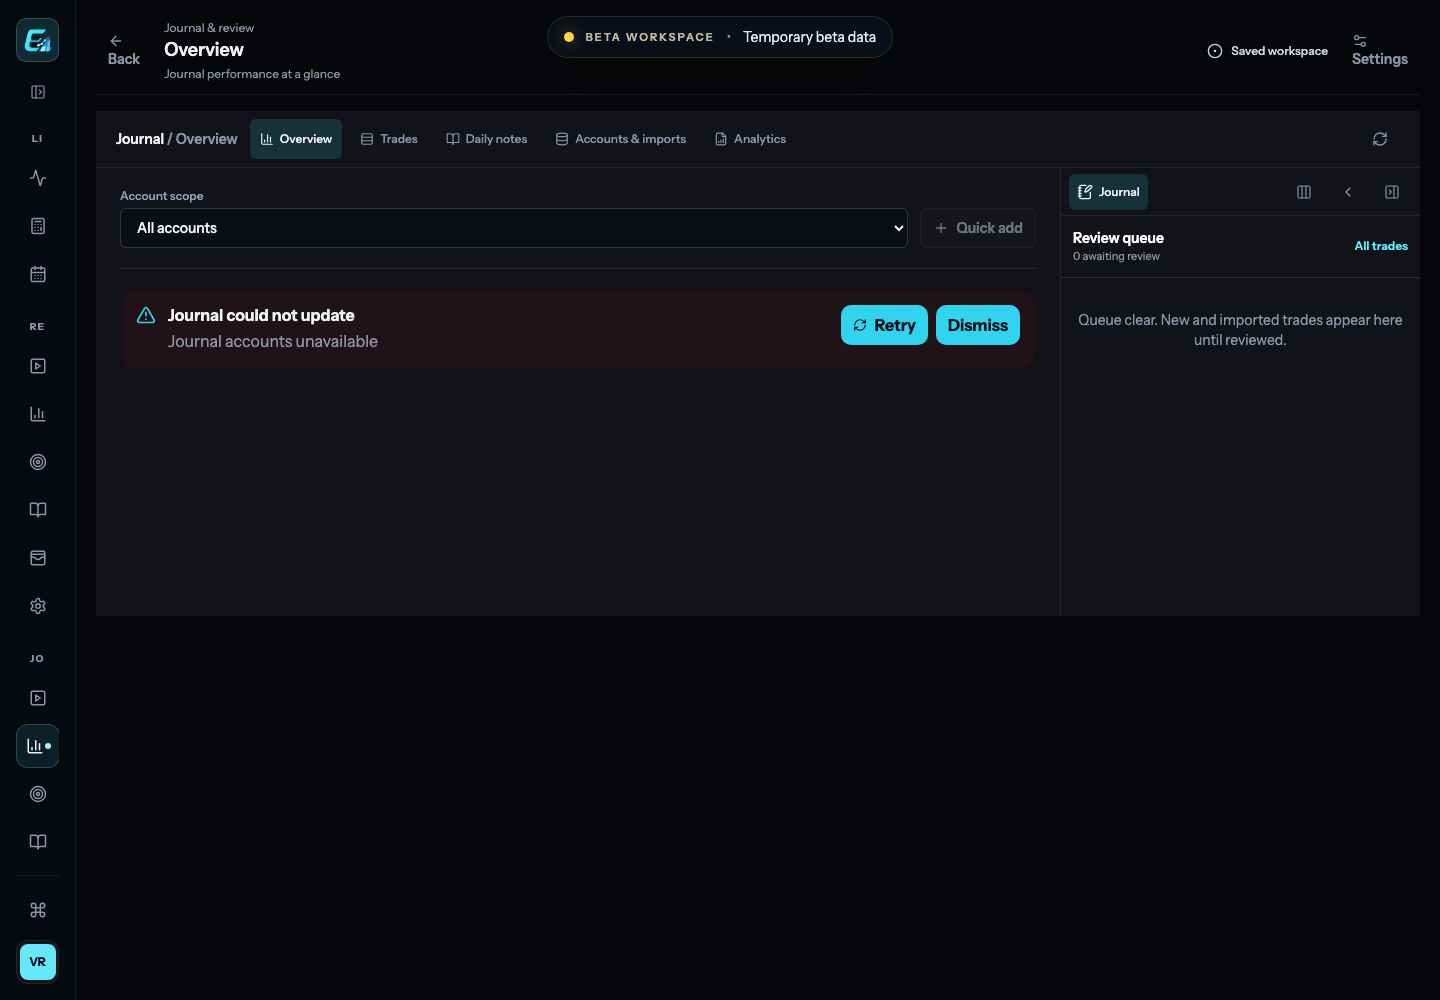 Back
Journal & review
Overview
Journal performance at a glance
BETA WORKSPACE • Temporary beta data
Saved workspace
Settings
LI
RE
JO
VR
Journal / Overview
Overview
Trades
Daily notes
Accounts & imports
Analytics
Account scope
All accounts
Quick add
Journal could not update
Journal accounts unavailable
Retry
Dismiss
Journal
Review queue
0 awaiting review
All trades
Queue clear. New and imported trades appear here
until reviewed.